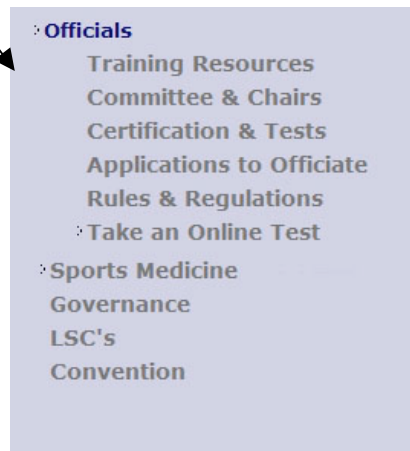 Officials
Training Resources
Committee & Chairs
Certification & Tests
Applications to Officiate
Rules & Regulations
Take an Online Test
Sports Medicine
Governance
LSC's
Convention